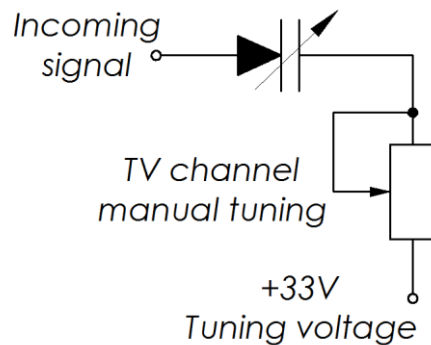 Incoming
signal
TV channel
manual tuning
+33V
Tuning voltage